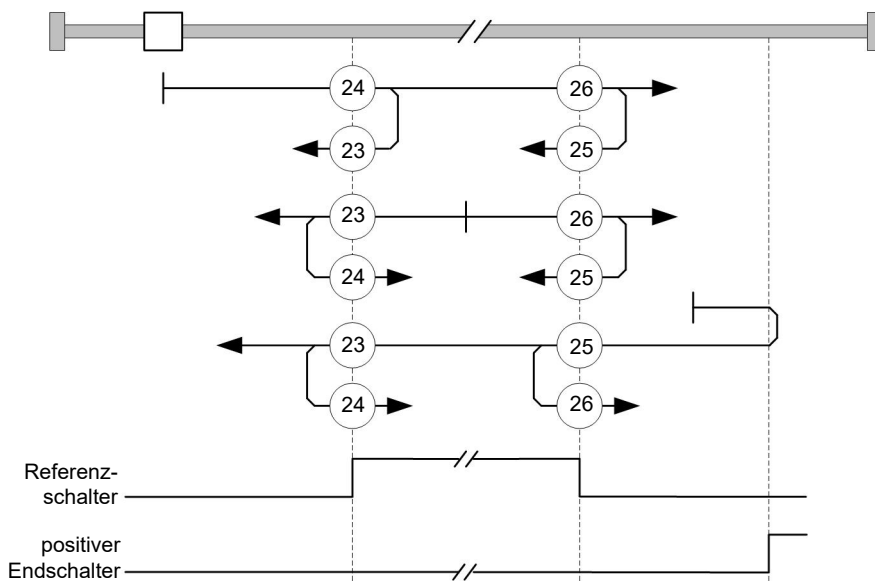 24 26
23 25
23 26
24 25
23 25
24 26
Referenz-
schalter
positiver
Endschalter